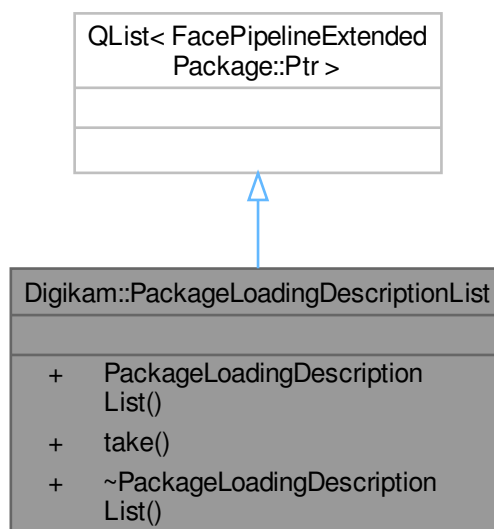 QList< FacePipelineExtended
Package::Ptr >
Digikam::PackageLoadingDescriptionList
+ PackageLoadingDescription
List()
+ take()
+ ~PackageLoadingDescription
List()